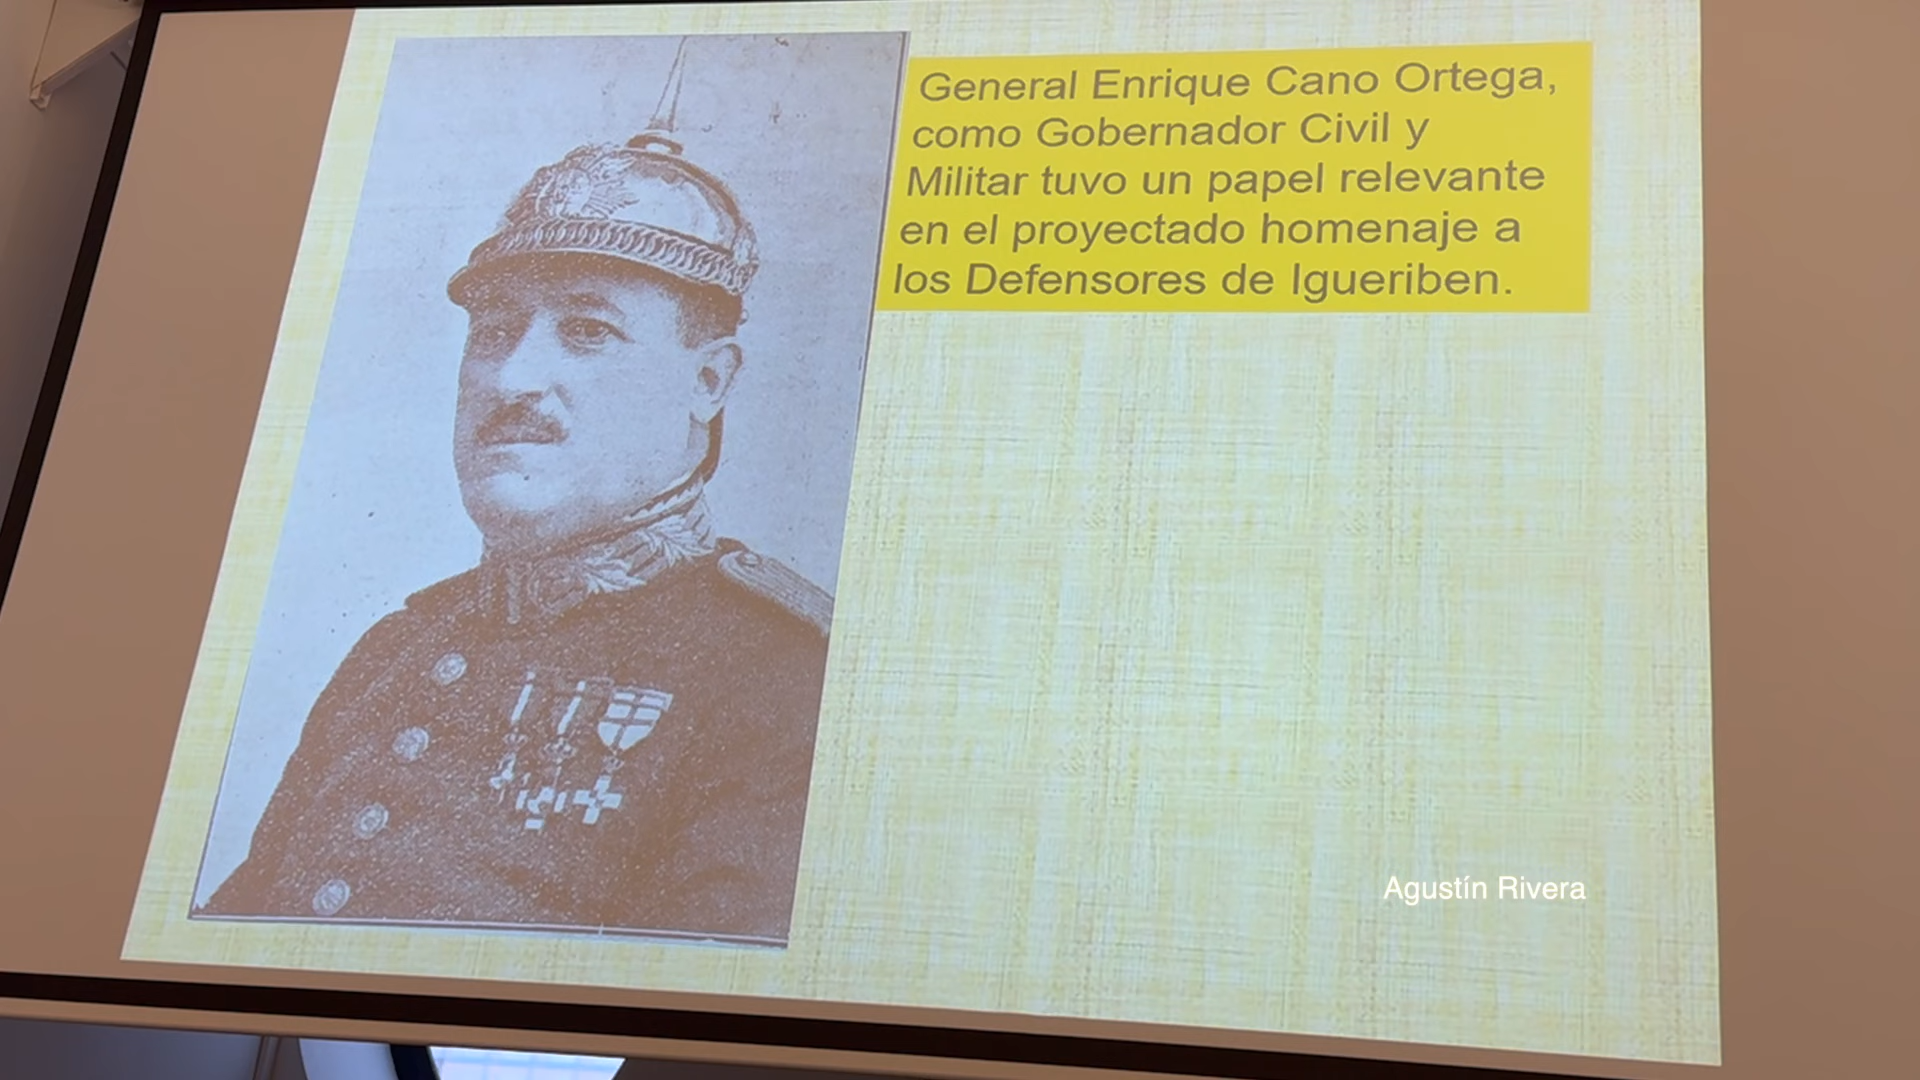 General Enrique Cano Ortega,
como Gobernador Civil y
Militar tuvo un papel relevante
en el proyectado homenaje a
los Defensores de Igueriben.
Agustín Rivera